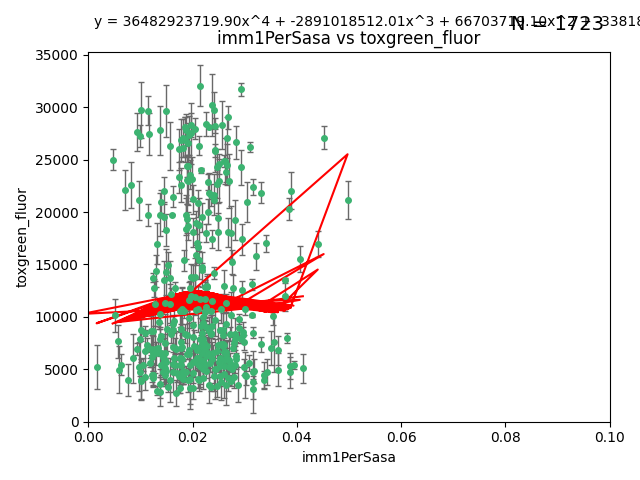 y = 36482923719.90x^4 + -2891018512.01x^3 +
N = 1723
imm1PerSasa vs toxgreen_fluor
35000
30000
25000
20000
15000
10000
5000
0
toxgreen_fluor
0.00 0.02 0.04 0.06 0.08 0.10
imm1PerSasa